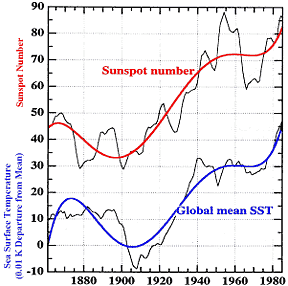 90
80
70
60
50
40
30
20
10
0
-10
Sunspot Number
Sea Surface Temperature
(0.01 K Departure from Mean)
Sunspot number
Global mean SST
1880 1900 1920 1940 1960 1980